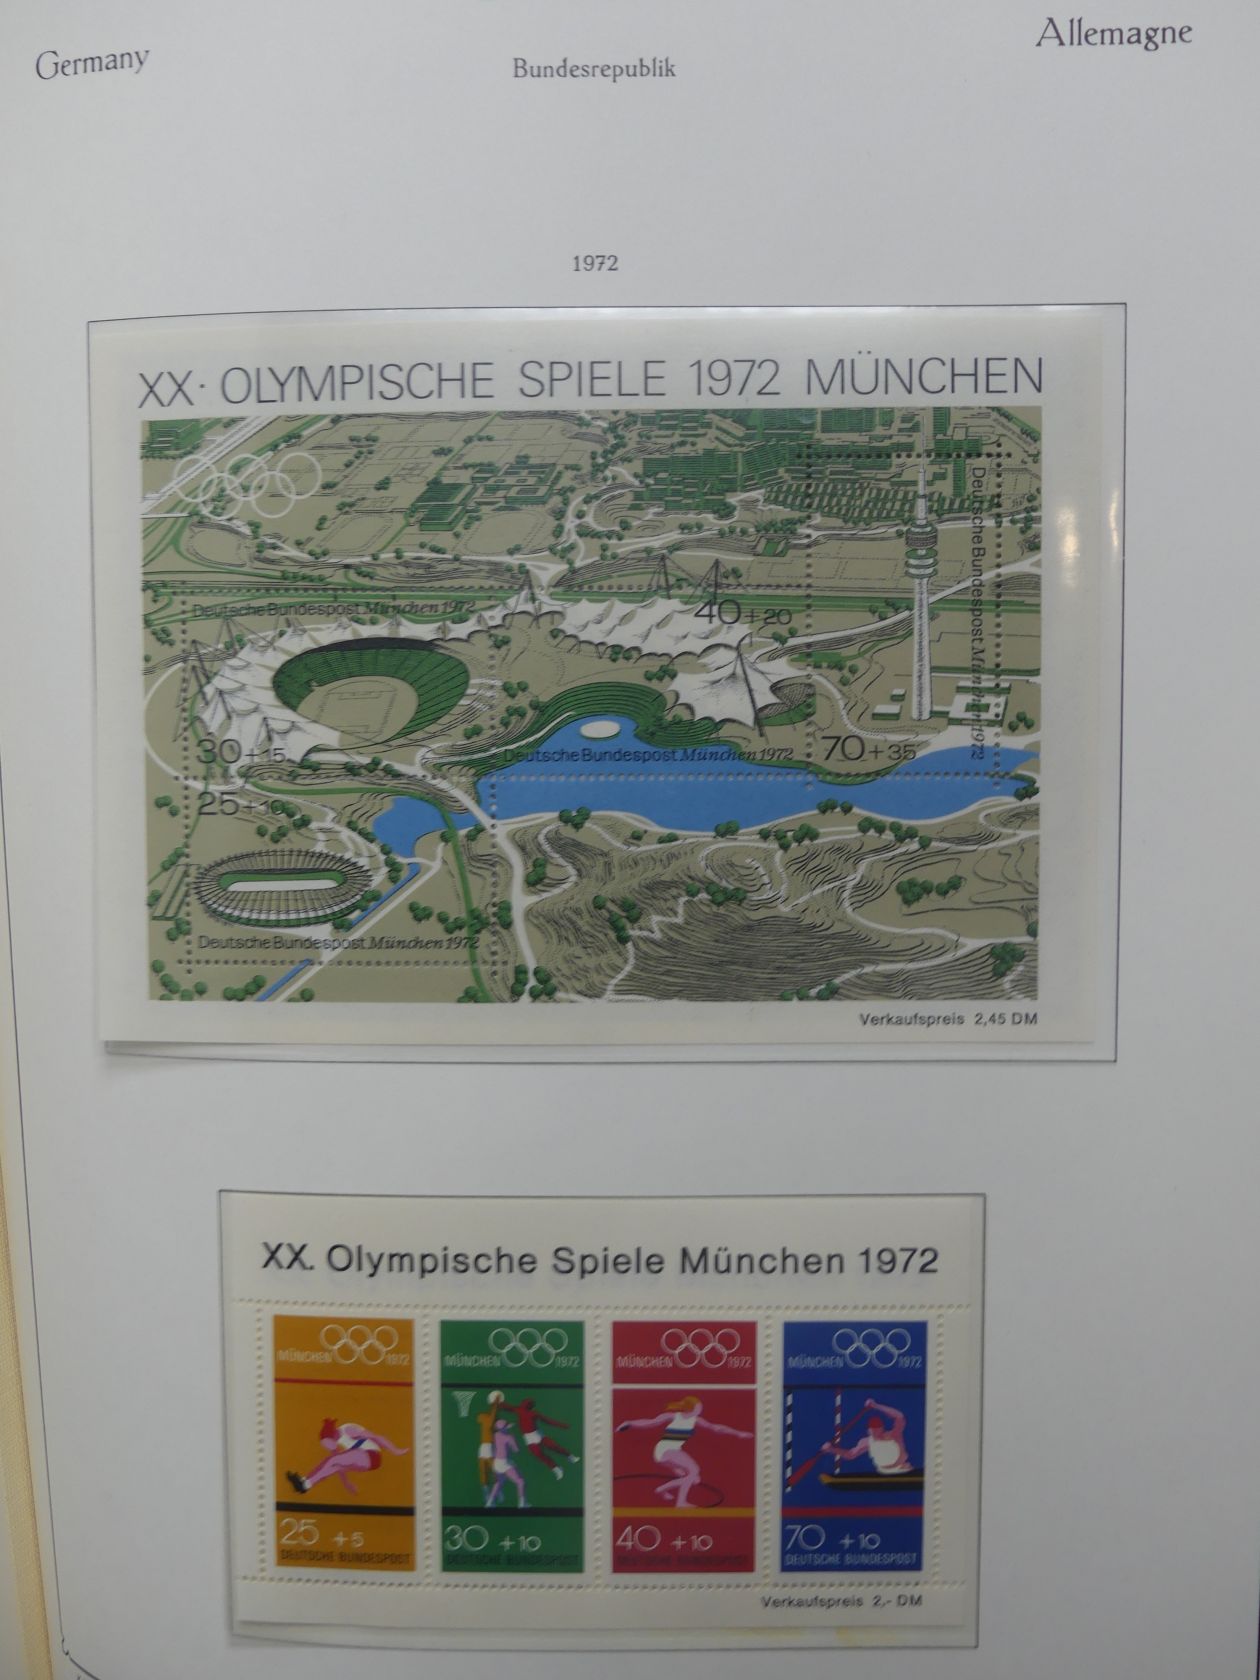 Germany
Bundesrepublik
Allemagne
1972
XX. OLYMPISCHE SPIELE 1972 MÜNCHEN
Deutsche Bundespost München 1972
Deutsche Bundespost München 1972
40+20
30+15
Deutsche Bundespost München 1972
70+35
25+10
Deutsche Bundespost München 1972
Verkaufspreis 2,45 DM
XX. Olympische Spiele München 1972
MÜNCHEN 1972
MÜNCHEN 1972
MÜNCHEN 1972
MÜNCHEN 1972
25 +5
30 +10
40 +10
70 +10
DEUTSCHE BUNDESPOST
DEUTSCHE BUNDESPOST
DEUTSCHE BUNDESPOST
DEUTSCHE BUNDESPOST
Verkaufspreis 2,- DM